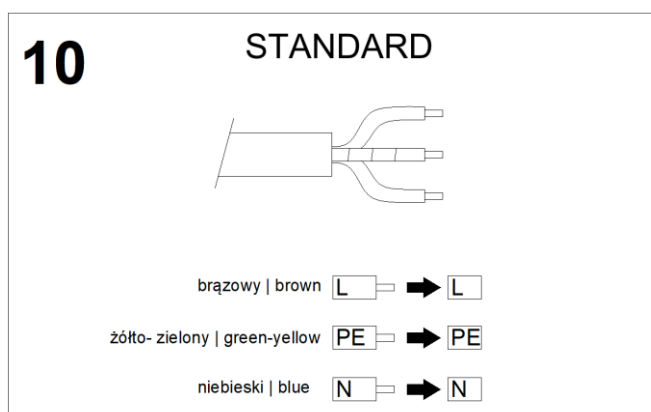 10
STANDARD
brązowy | brown L L
żółto- zielony | green-yellow PE PE
niebieski | blue N N